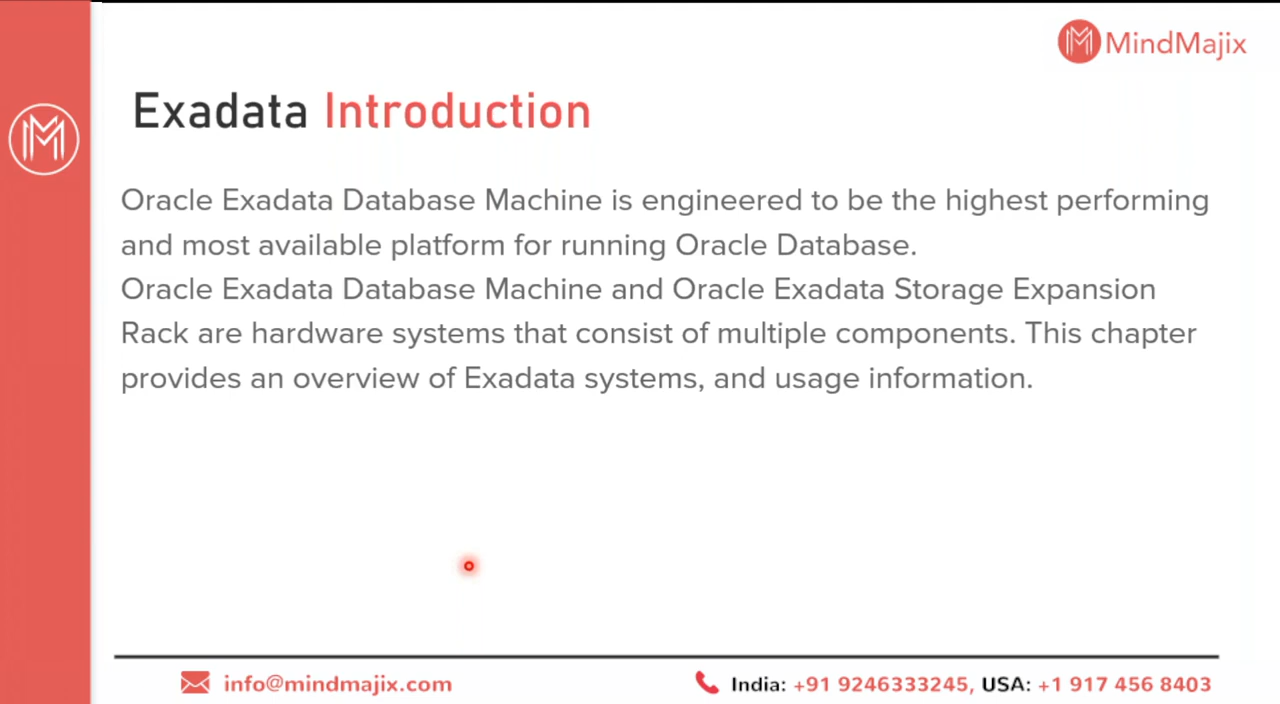 MindMajix
Exadata Introduction
Oracle Exadata Database Machine is engineered to be the highest performing
and most available platform for running Oracle Database.
Oracle Exadata Database Machine and Oracle Exadata Storage Expansion
Rack are hardware systems that consist of multiple components. This chapter
provides an overview of Exadata systems, and usage information.
info@mindmajix.com
India: +91 9246333245, USA: +1 917 456 8403